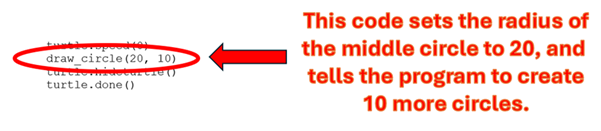 turtle.speed(0)
draw_circle(20, 10)
turtle.hideturtle()
turtle.done()
This code sets the radius of
the middle circle to 20, and
tells the program to create
10 more circles.